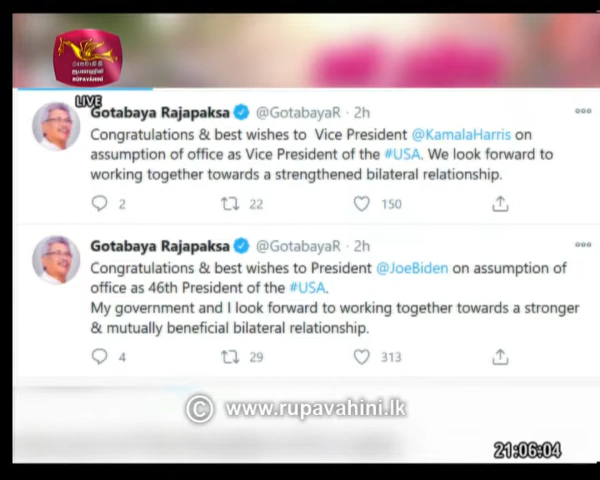 රූපවාහිනී
RUPAVAHINI
LIVE
Gotabaya Rajapaksa @GotabayaR · 2h
Congratulations & best wishes to Vice President @KamalaHarris on
assumption of office as Vice President of the #USA. We look forward to
working together towards a strengthened bilateral relationship.
2 22 150
Gotabaya Rajapaksa @GotabayaR · 2h
Congratulations & best wishes to President @JoeBiden on assumption of
office as 46th President of the #USA.
My government and I look forward to working together towards a stronger
& mutually beneficial bilateral relationship.
4 29 313
© www.rupavahini.lk
21:06:04